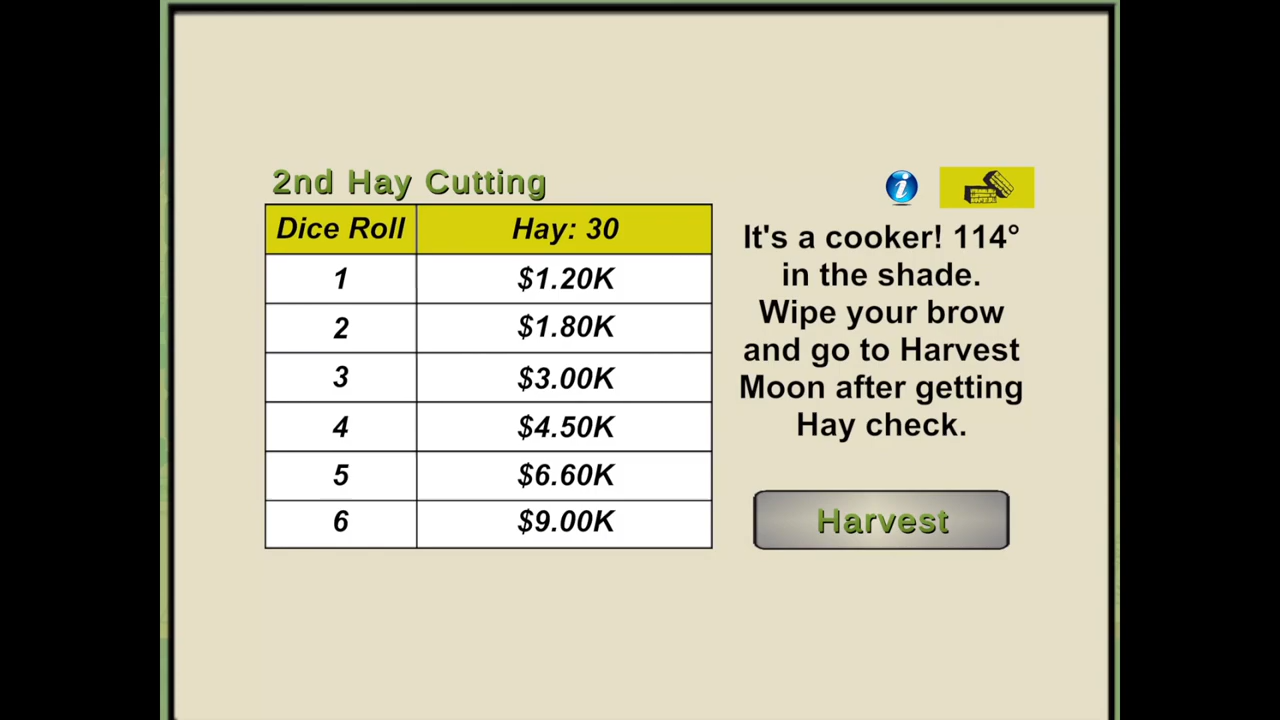 2nd Hay Cutting
Dice Roll Hay: 30
1 $1.20K
2 $1.80K
3 $3.00K
4 $4.50K
5 $6.60K
6 $9.00K
It's a cooker! 114°
in the shade.
Wipe your brow
and go to Harvest
Moon after getting
Hay check.
Harvest